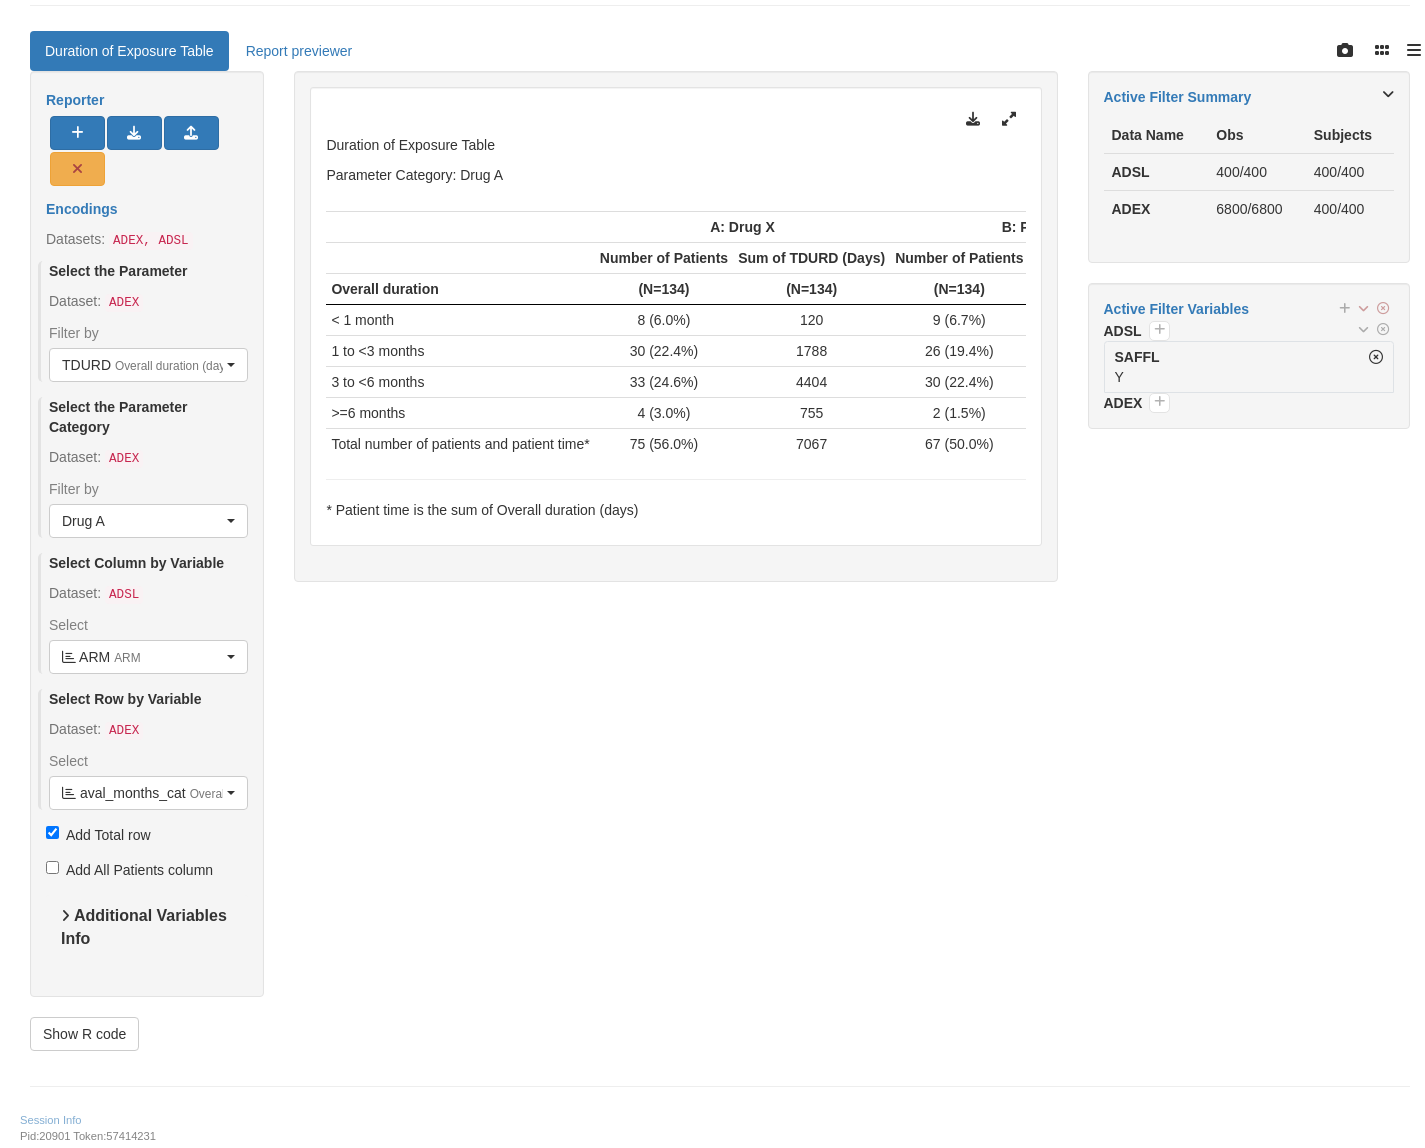 Duration of Exposure Table
Report previewer
Reporter
Encodings
Datasets: ADEX, ADSL
Select the Parameter
Dataset: ADEX
Filter by
TDURD Overall duration (day
Select the Parameter
Category
Dataset: ADEX
Filter by
Drug A
Select Column by Variable
Dataset: ADSL
Select
ARM ARM
Select Row by Variable
Dataset: ADEX
Select
aval_months_cat Overa
Add Total row
Add All Patients column
Additional Variables
Info
Show R code
Duration of Exposure Table
Parameter Category: Drug A
A: Drug X B: P
Number of Patients Sum of TDURD (Days) Number of Patients
Overall duration (N=134) (N=134) (N=134)
< 1 month 8 (6.0%) 120 9 (6.7%)
1 to <3 months 30 (22.4%) 1788 26 (19.4%)
3 to <6 months 33 (24.6%) 4404 30 (22.4%)
>=6 months 4 (3.0%) 755 2 (1.5%)
Total number of patients and patient time* 75 (56.0%) 7067 67 (50.0%)
* Patient time is the sum of Overall duration (days)
Active Filter Summary
Data Name Obs Subjects
ADSL 400/400 400/400
ADEX 6800/6800 400/400
Active Filter Variables
ADSL
SAFFL
Y
ADEX
Session Info
Pid:20901 Token:57414231